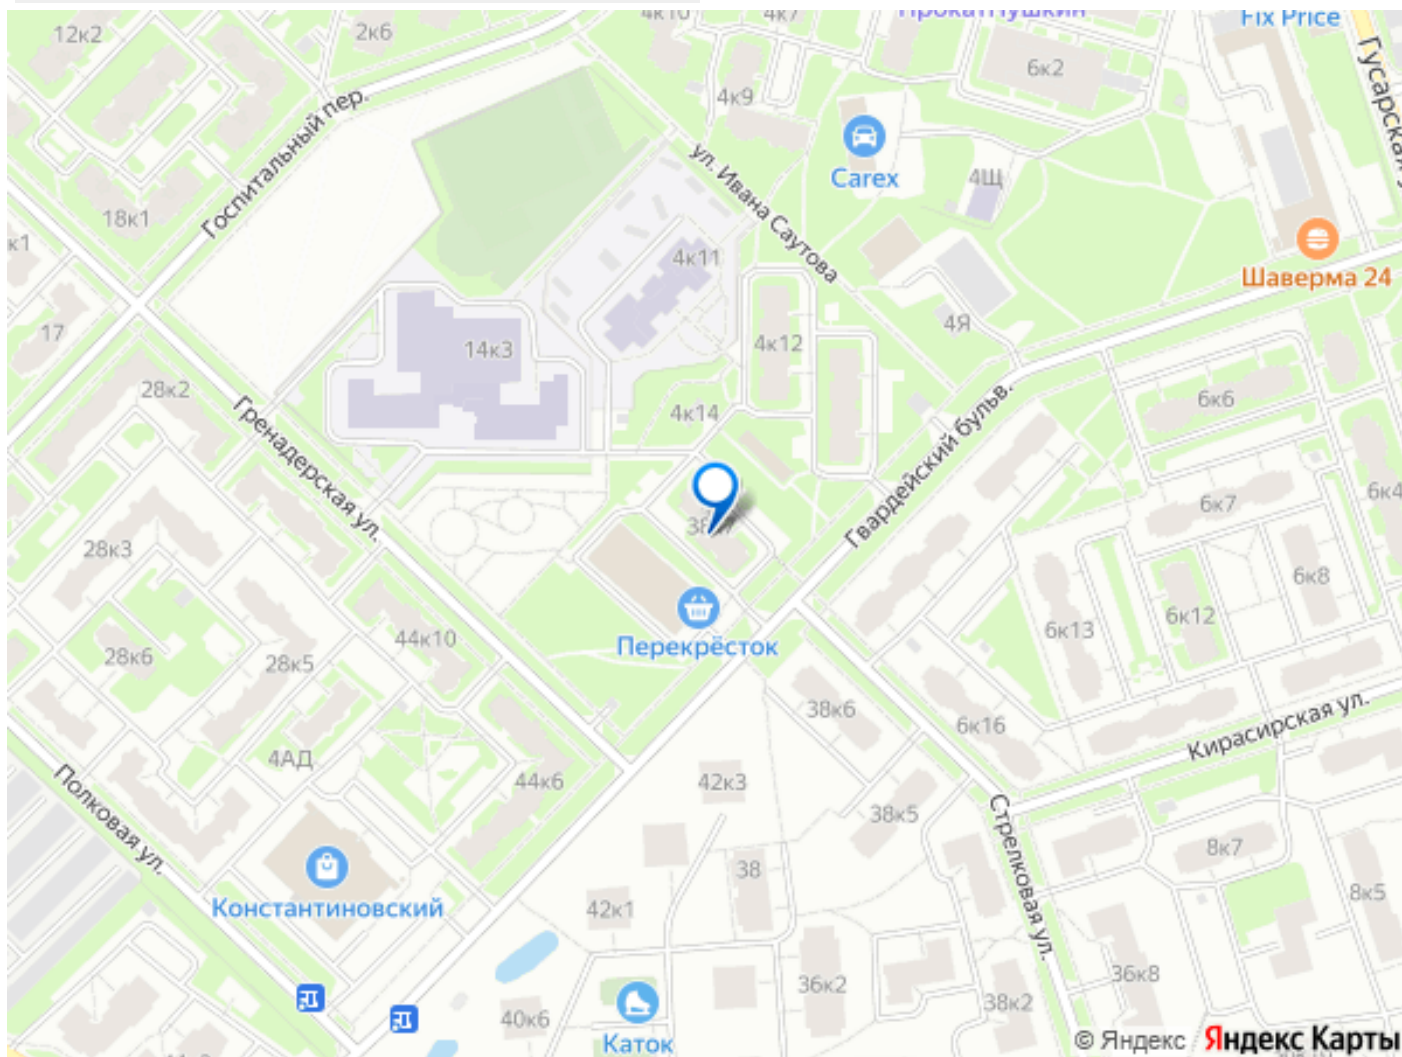 4к10
4к7
ПрокатПушкин
Fix Price
12к2
2к6
6к2
Гусарская у
4к9
Госпитальный пер.
ул. Ивана Саутова
Carex
4Щ
18к1
к1
4к11
Шаверма 24
17
14к3
4к12
4Я
28к2
Гренадерская ул.
4к14
Гвардейский бульв.
6к6
6к7
6к4
28к3
6к8
44к10
Перекрёсток
6к13
6к12
28к6
28к5
38к6
6к16
Кирасирская ул.
4АД
44к6
42к3
Полковая ул.
38к5
Стрелковая ул.
8к7
38
8к5
Константиновский
42к1
36к2
36к8
38к2
40к6
Каток
© Яндекс Яндекс Карты